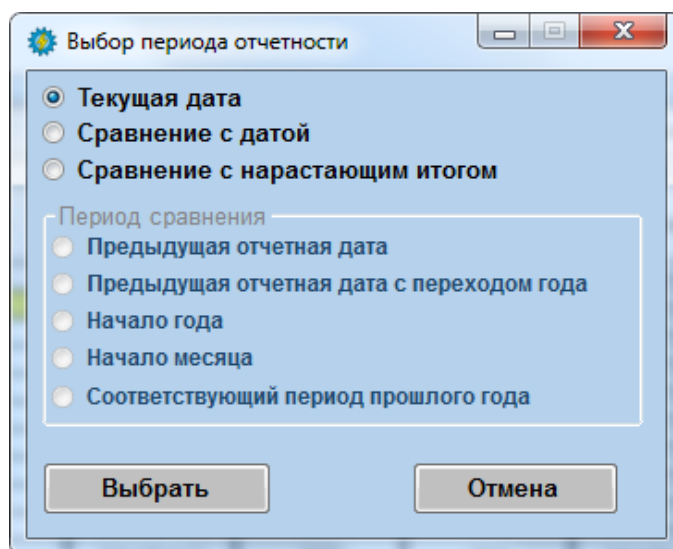 Выбор периода отчетности
Текущая дата
Сравнение с датой
Сравнение с нарастающим итогом
Период сравнения
Предыдущая отчетная дата
Предыдущая отчетная дата с переходом года
Начало года
Начало месяца
Соответствующий период прошлого года
Выбрать
Отмена